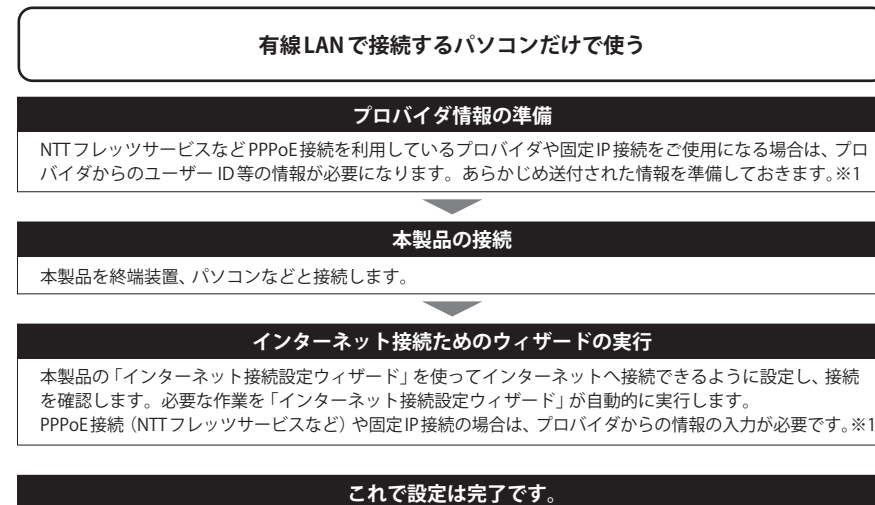 有線LANで接続するパソコンだけで使う
プロバイダ情報の準備
NTTフレッツサービスなどPPPoE接続を利用しているプロバイダや固定IP接続をご使用になる場合は、プロ
バイダからのユーザーID等の情報が必要になります。あらかじめ送付された情報を準備しておきます。※1
本製品の接続
本製品を終端装置、パソコンなどと接続します。
インターネット接続ためのウィザードの実行
本製品の「インターネット接続設定ウィザード」を使ってインターネットへ接続できるように設定し、接続
を確認します。必要な作業を「インターネット接続設定ウィザード」が自動的に実行します。
PPPoE接続（NTTフレッツサービスなど）や固定IP接続の場合は、プロバイダからの情報の入力が必要です。※1
これで設定は完了です。